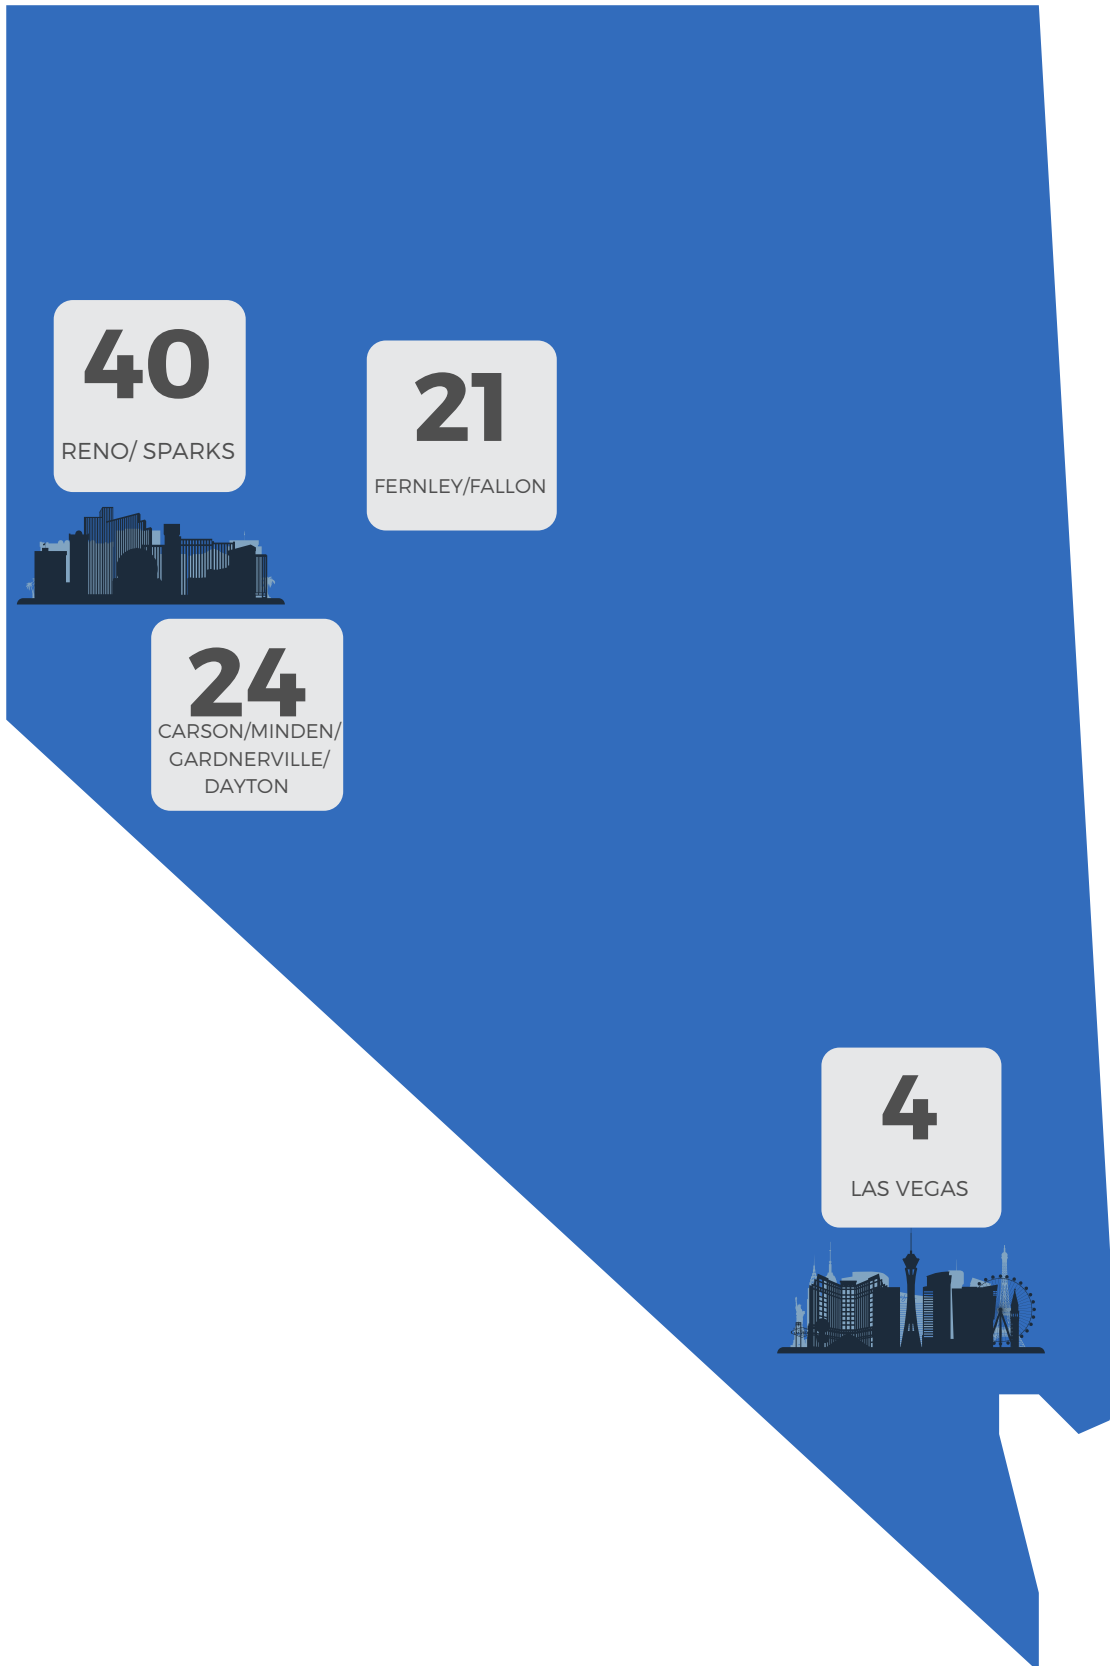 40
RENO/ SPARKS
21
FERNLEY/FALLON
24
CARSON/MINDEN/
GARDNERVILLE/
DAYTON
4
LAS VEGAS